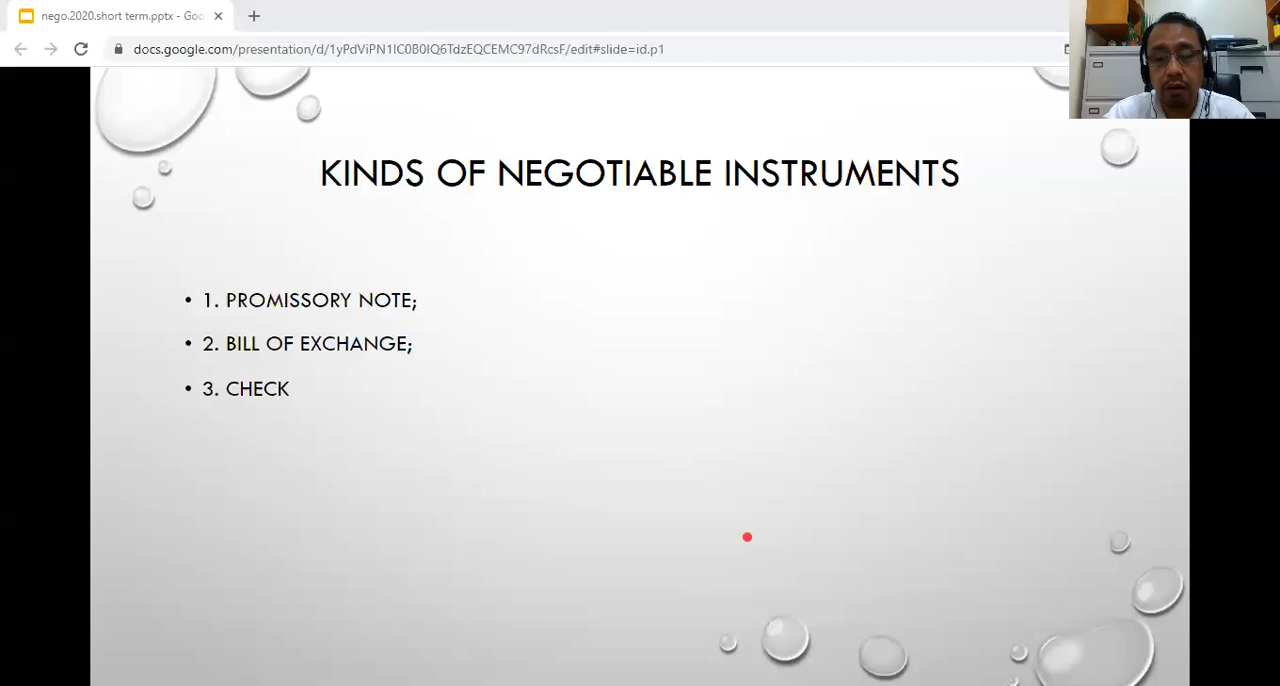 nego.2020.short term.pptx - Goo
docs.google.com/presentation/d/1yPdViPN1lC0B0IQ6TdzEQCEMC97dRcsF/edit#slide=id.p1
KINDS OF NEGOTIABLE INSTRUMENTS
• 1. PROMISSORY NOTE;
• 2. BILL OF EXCHANGE;
• 3. CHECK